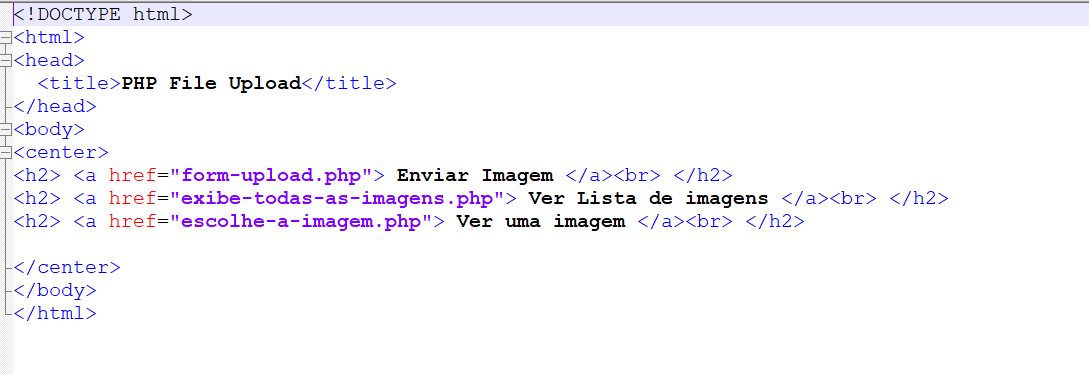 <!DOCTYPE html>
<html>
<head>
  <title>PHP File Upload</title>
</head>
<body>
<center>
<h2> <a href="form-upload.php"> Enviar Imagem </a><br> </h2>
<h2> <a href="exibe-todas-as-imagens.php"> Ver Lista de imagens </a><br> </h2>
<h2> <a href="escolhe-a-imagem.php"> Ver uma imagem </a><br> </h2>

</center>
</body>
</html>